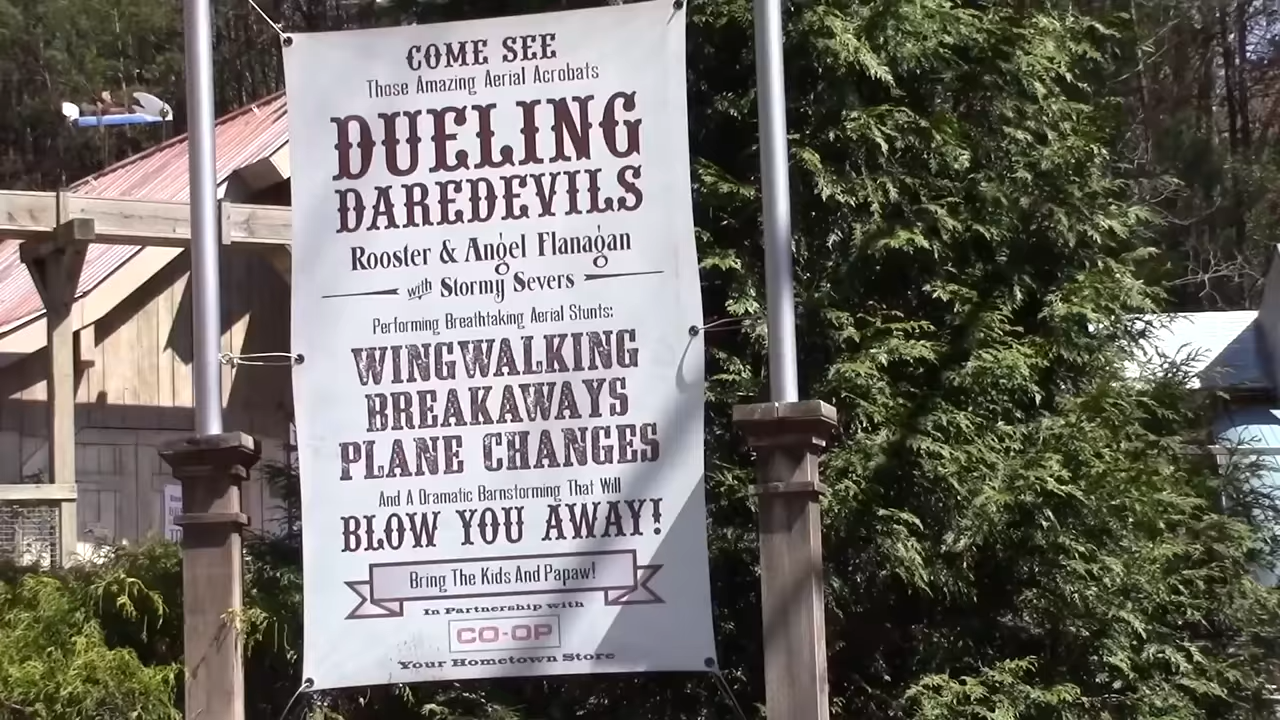 COME SEE
Those Amazing Aerial Acrobats
DUELING
DAREDEVILS
Rooster & Angel Flanagan
with Stormy Severs
Performing Breathtaking Aerial Stunts:
WINGWALKING
BREAKAWAYS
PLANE CHANGES
And A Dramatic Barnstorming That Will
BLOW YOU AWAY!
Bring The Kids And Papaw!
In Partnership with
CO-OP
Your Hometown Store